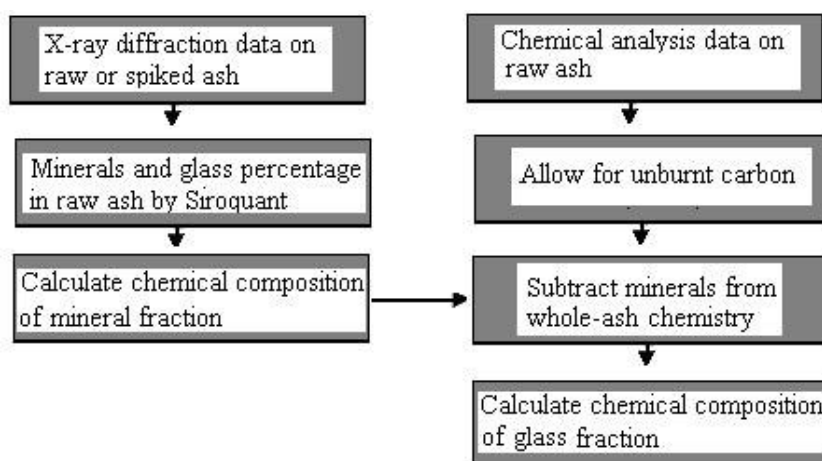 X-ray diffraction data on
raw or spiked ash
Minerals and glass percentage
in raw ash by Siroquant
Calculate chemical composition
of mineral fraction
Chemical analysis data on
raw ash
Allow for unburnt carbon
Subtract minerals from
whole-ash chemistry
Calculate chemical composition
of glass fraction